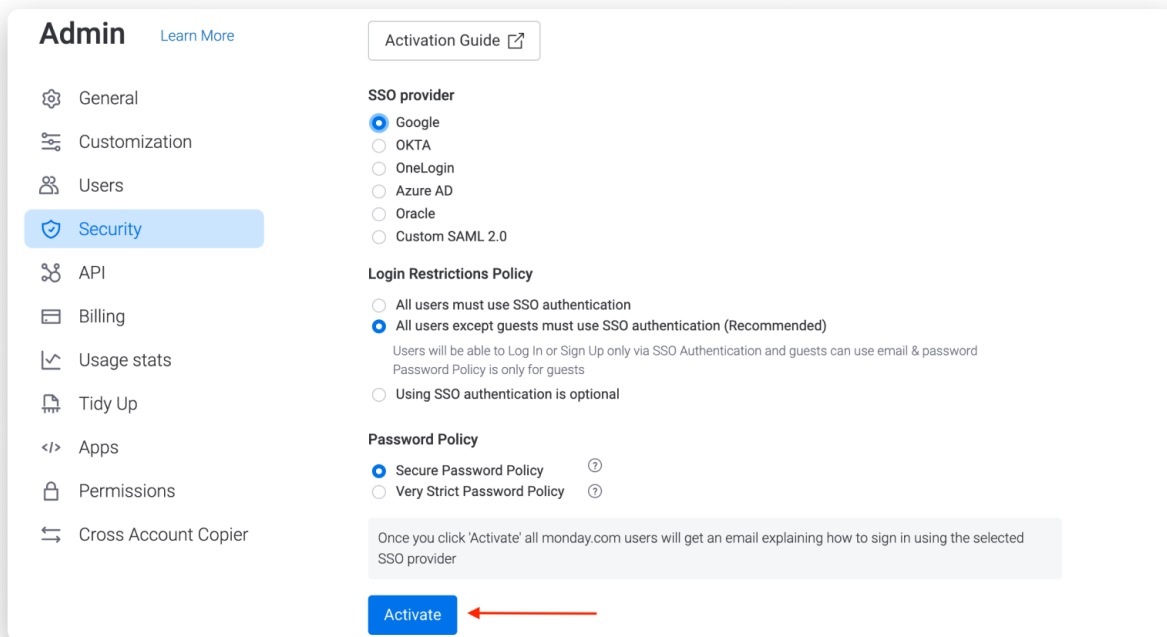 Admin
Learn More
General
Customization
Users
Security
API
Billing
Usage stats
Tidy Up
Apps
Permissions
Cross Account Copier
Activation Guide
SSO provider
Google
OKTA
OneLogin
Azure AD
Oracle
Custom SAML 2.0
Login Restrictions Policy
All users must use SSO authentication
All users except guests must use SSO authentication (Recommended)
Users will be able to Log In or Sign Up only via SSO Authentication and guests can use email & password
Password Policy is only for guests
Using SSO authentication is optional
Password Policy
Secure Password Policy
Very Strict Password Policy
Once you click 'Activate' all monday.com users will get an email explaining how to sign in using the selected
SSO provider
Activate